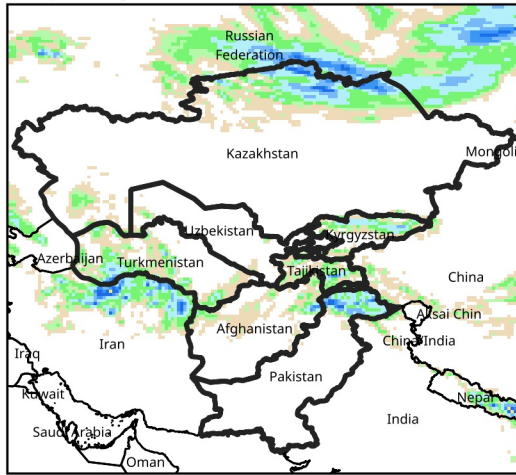 Russian
Federation
Kazakhstan
Mongoli
Uzbekistan
Kyrgyzstan
Azerbaijan
Turkmenistan
Tajikistan
China
Aksai Chin
Afghanistan
China/India
Iran
Iraq
Pakistan
Kuwait
Nepal
India
Saudi Arabia
Oman